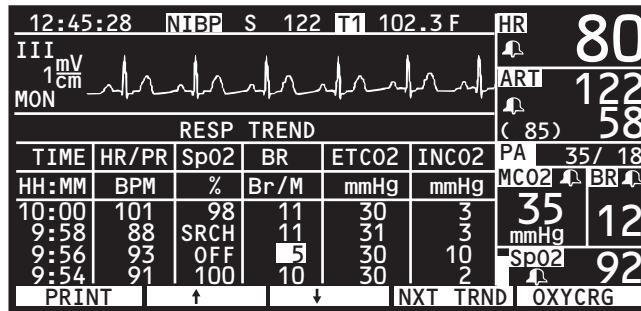 12:45:28 NIBP S 122 T1 102.3 F
III
1 mV/cm
MON
RESP TREND
TIME HR/PR SpO2 BR ETCO2 INCO2
HH:MM BPM % Br/M mmHg mmHg
10:00 101 98 11 30 3
9:58 88 SRCH 11 31 3
9:56 93 OFF 5 30 10
9:54 91 100 10 30 2
PRINT ↑ ↓ NXT TRND OXYCRG
HR 80
ART 122
58
( 85)
PA 35/ 18
MCO2 BR
35 12
mmHg
SpO2 92